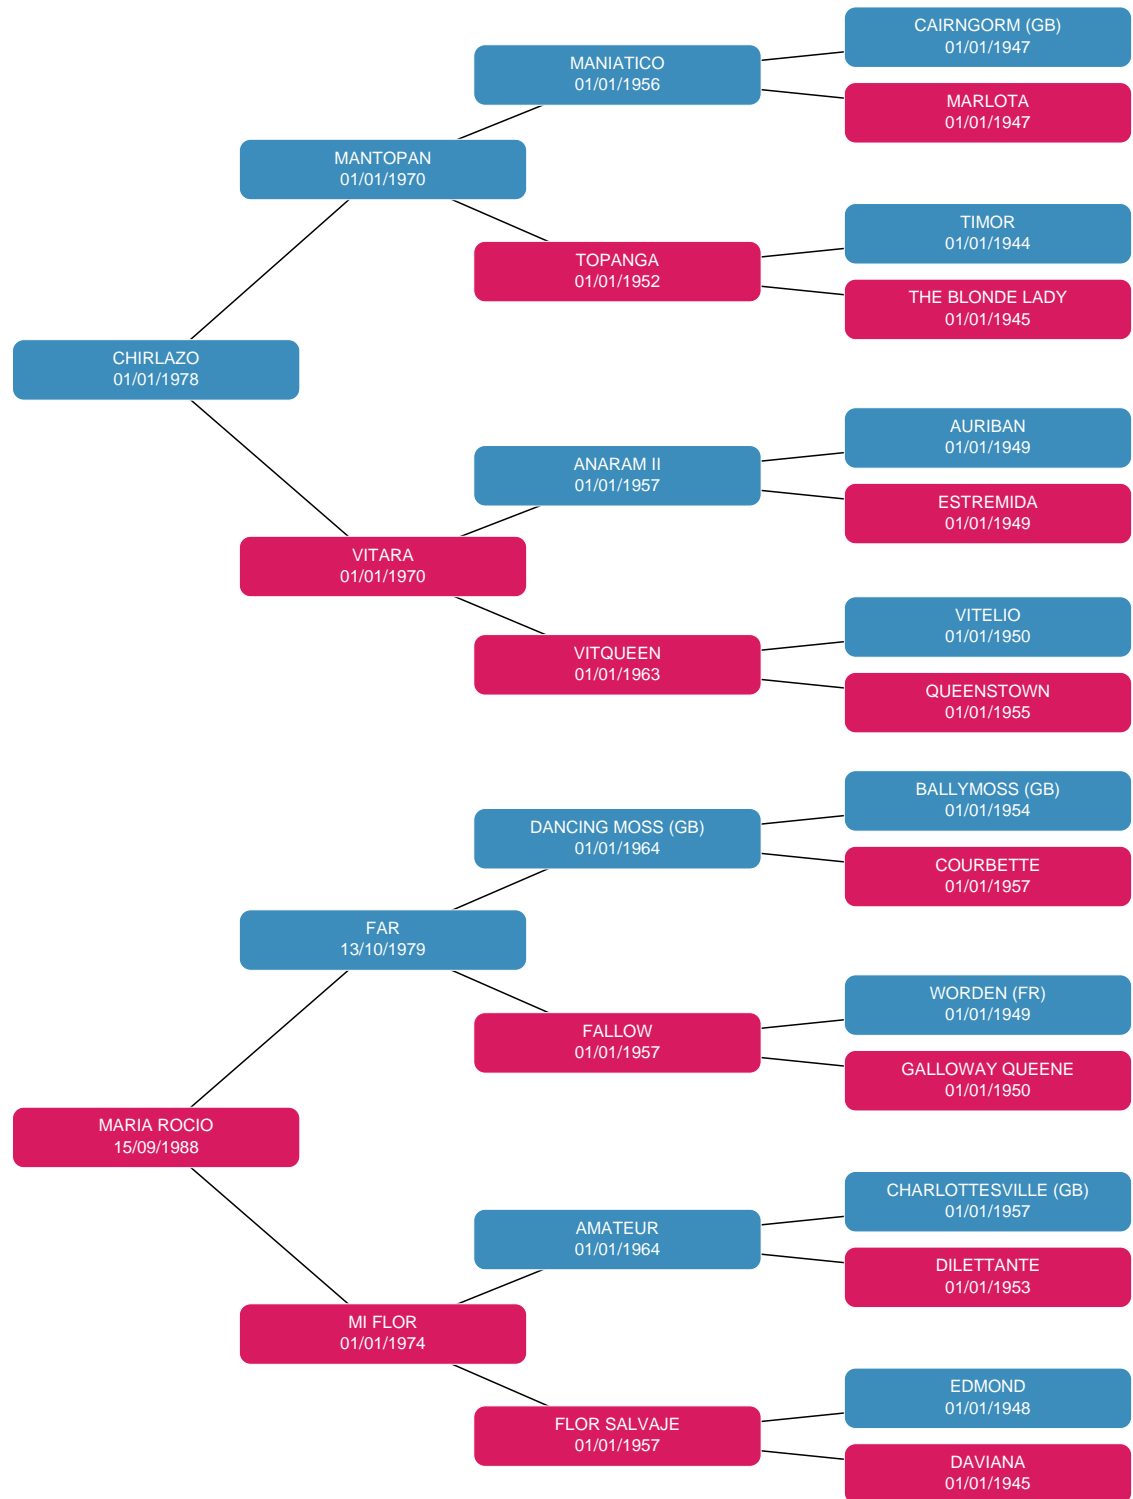 CAIRNGORM (GB)
01/01/1947
MANIATICO
01/01/1956
MARLOTA
01/01/1947
MANTOPAN
01/01/1970
TIMOR
01/01/1944
TOPANGA
01/01/1952
THE BLONDE LADY
01/01/1945
CHIRLAZO
01/01/1978
AURIBAN
01/01/1949
ANARAM II
01/01/1957
ESTREMIDA
01/01/1949
VITARA
01/01/1970
VITELIO
01/01/1950
VITQUEEN
01/01/1963
QUEENSTOWN
01/01/1955
BALLYMOSS (GB)
01/01/1954
DANCING MOSS (GB)
01/01/1964
COURBETTE
01/01/1957
FAR
13/10/1979
WORDEN (FR)
01/01/1949
FALLOW
01/01/1957
GALLOWAY QUEENE
01/01/1950
MARIA ROCIO
15/09/1988
CHARLOTTESVILLE (GB)
01/01/1957
AMATEUR
01/01/1964
DILETTANTE
01/01/1953
MI FLOR
01/01/1974
EDMOND
01/01/1948
FLOR SALVAJE
01/01/1957
DAVIANA
01/01/1945